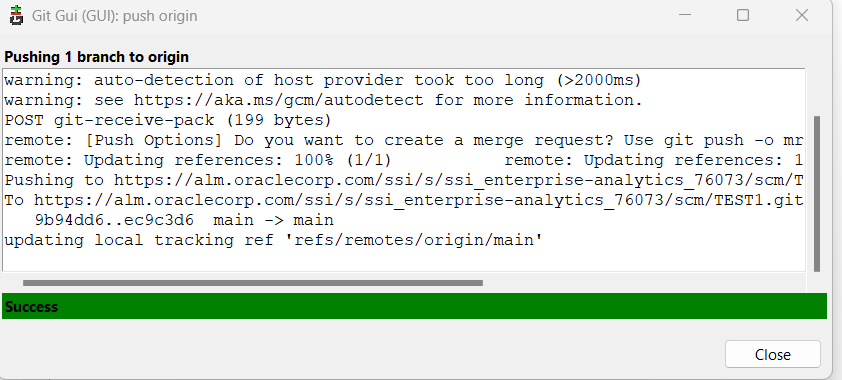 Git Gui (GUI): push origin
Pushing 1 branch to origin
warning: auto-detection of host provider took too long (>2000ms)
warning: see https://aka.ms/gcm/autodetect for more information.
POST git-receive-pack (199 bytes)
remote: [Push Options] Do you want to create a merge request? Use git push -o mr
remote: Updating references: 100% (1/1)           remote: Updating references: 1
Pushing to https://alm.oraclecorp.com/ssi/s/ssi_enterprise-analytics_76073/scm/T
To https://alm.oraclecorp.com/ssi/s/ssi_enterprise-analytics_76073/scm/TEST1.git
   9b94dd6..ec9c3d6  main -> main
updating local tracking ref 'refs/remotes/origin/main'
Success
Close